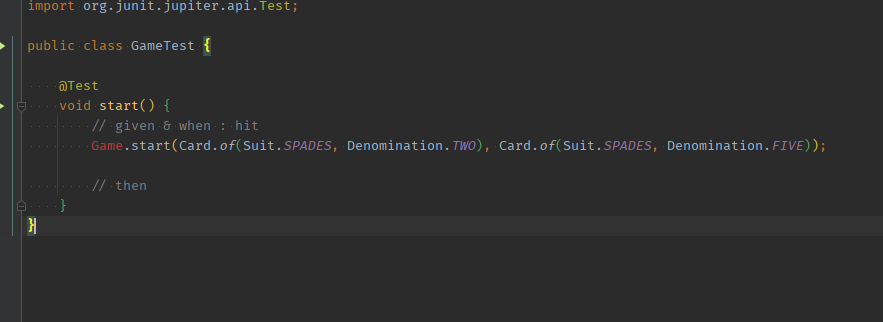 import org.junit.jupiter.api.Test;
public class GameTest {
@Test
void start() {
// given & when : hit
Game.start(Card.of(Suit.SPADES, Denomination.TWO), Card.of(Suit.SPADES, Denomination.FIVE));
// then
}
}